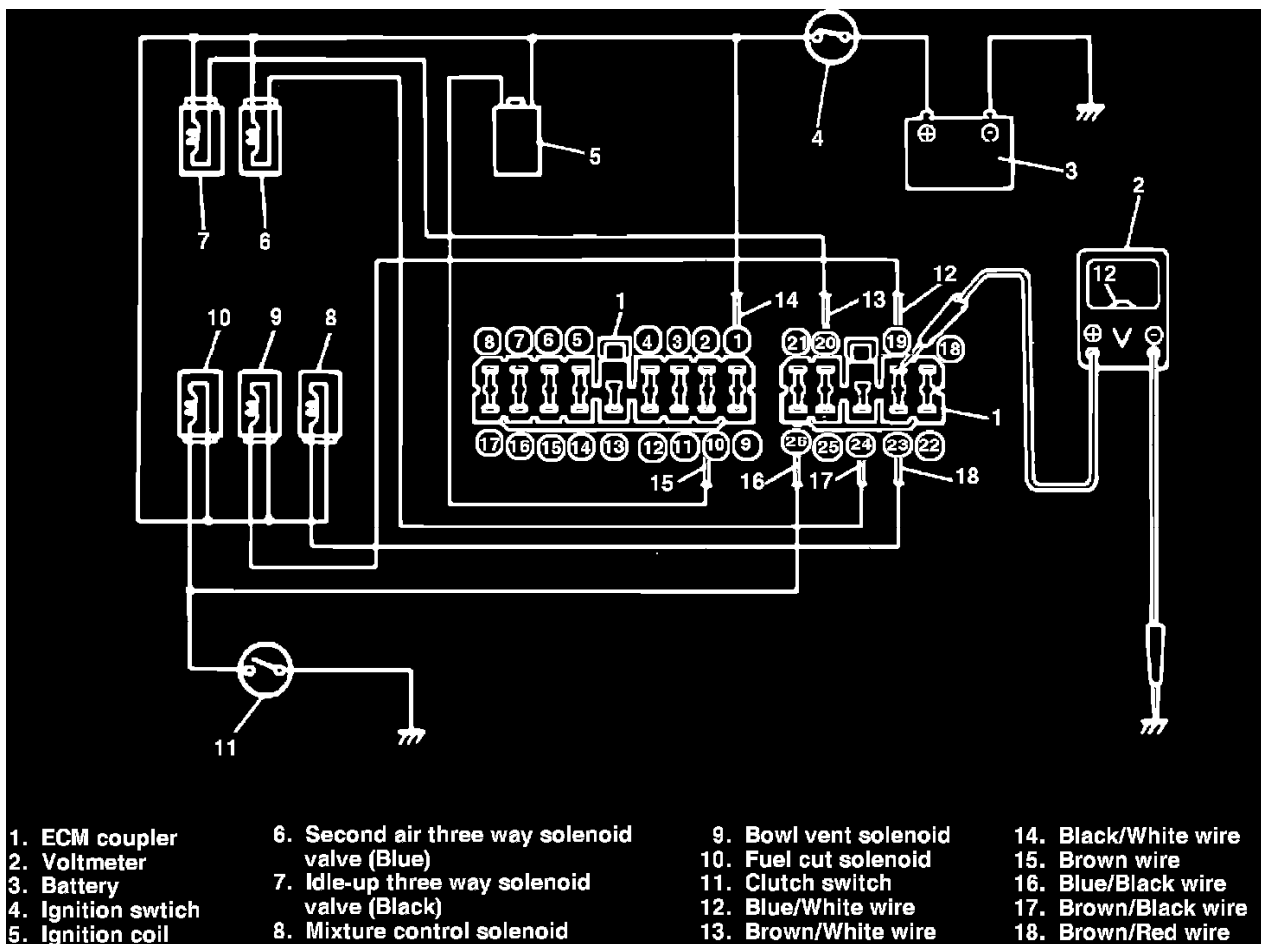 4
5
3
2
7
6
12
+ -
+ V -
14
13
12
1
10
9
8
8 7 6 5 4 3 2 1
21 20 19 18
1
17 16 15 14 13 12 11 10 9
26 25 24 23 22
15
16
17
18
11
1. ECM coupler
2. Voltmeter
3. Battery
4. Ignition swtich
5. Ignition coil
6. Second air three way solenoid
valve (Blue)
7. Idle-up three way solenoid
valve (Black)
8. Mixture control solenoid
9. Bowl vent solenoid
10. Fuel cut solenoid
11. Clutch switch
12. Blue/White wire
13. Brown/White wire
14. Black/White wire
15. Brown wire
16. Blue/Black wire
17. Brown/Black wire
18. Brown/Red wire